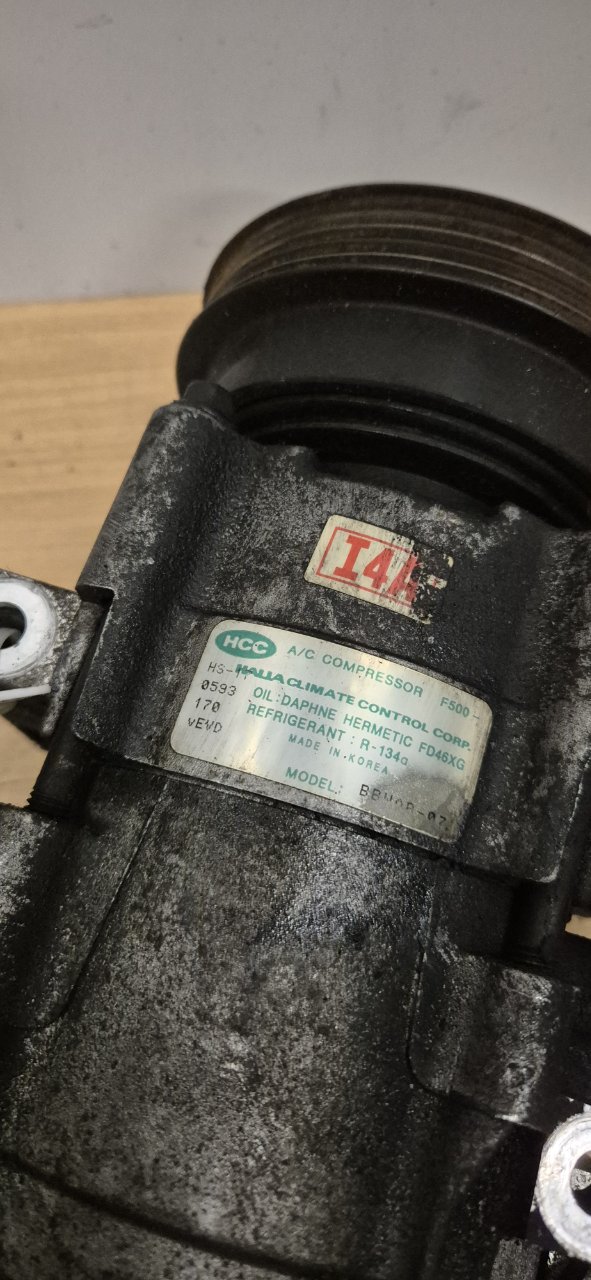 I4A
HCC A/C COMPRESSOR F500-
HS- HALLA CLIMATE CONTROL CORP.
0593 OIL:DAPHNE HERMETIC FD46XG
170 REFRIGERANT : R-134a
VEVD MADE IN KOREA
MODEL: